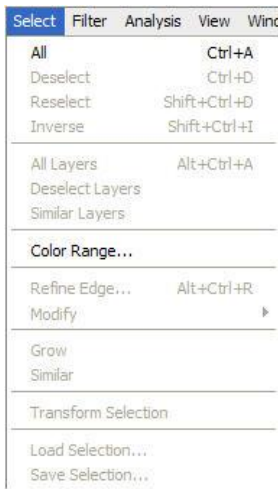 Select Filter Analysis View Wind
All Ctrl+A
Deselect Ctrl+D
Reselect Shift+Ctrl+D
Inverse Shift+Ctrl+I
All Layers Alt+Ctrl+A
Deselect Layers
Similar Layers
Color Range...
Refine Edge... Alt+Ctrl+R
Modify
Grow
Similar
Transform Selection
Load Selection...
Save Selection...